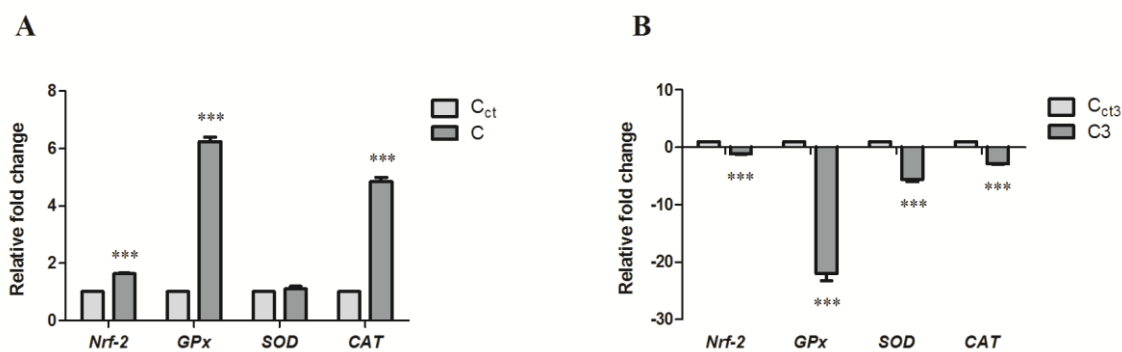 A
Relative fold change
8
6
4
2
0
***
***
***
Nrf-2 GPx SOD CAT
Cct
C
B
Relative fold change
10
0
-10
-20
-30
***
***
***
***
Nrf-2 GPx SOD CAT
Cct3
C3